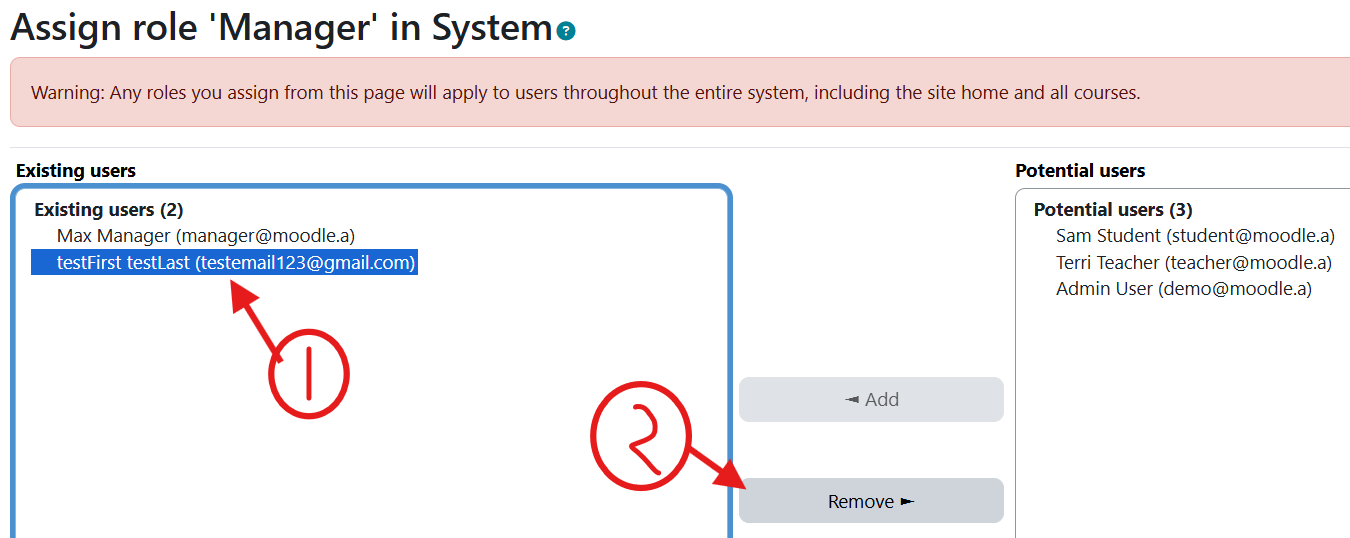 Assign role 'Manager' in System ?
Warning: Any roles you assign from this page will apply to users throughout the entire system, including the site home and all courses.
Existing users
Existing users (2)
Max Manager (manager@moodle.a)
testFirst testLast (testemail123@gmail.com)
1
2
◄ Add
Remove ►
Potential users
Potential users (3)
Sam Student (student@moodle.a)
Terri Teacher (teacher@moodle.a)
Admin User (demo@moodle.a)